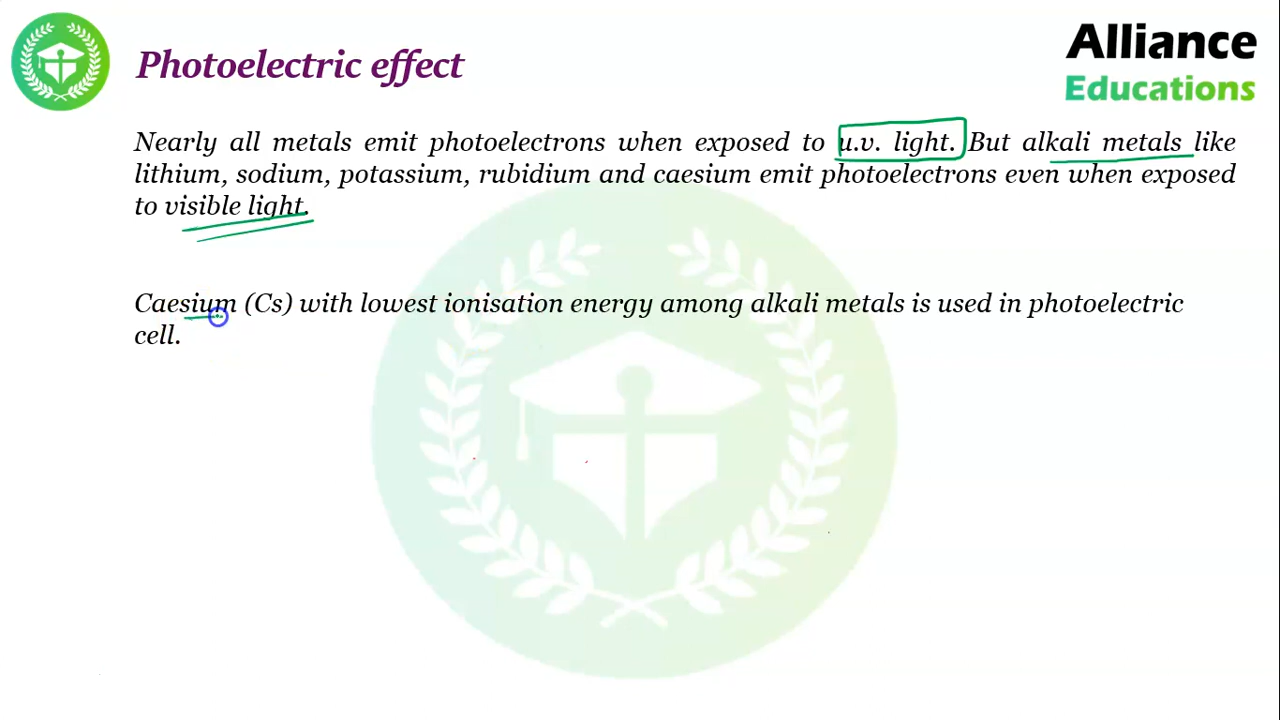 Photoelectric effect
Alliance
Educations
Nearly all metals emit photoelectrons when exposed to u.v. light. But alkali metals like
lithium, sodium, potassium, rubidium and caesium emit photoelectrons even when exposed
to visible light.
Caesium (Cs) with lowest ionisation energy among alkali metals is used in photoelectric
cell.